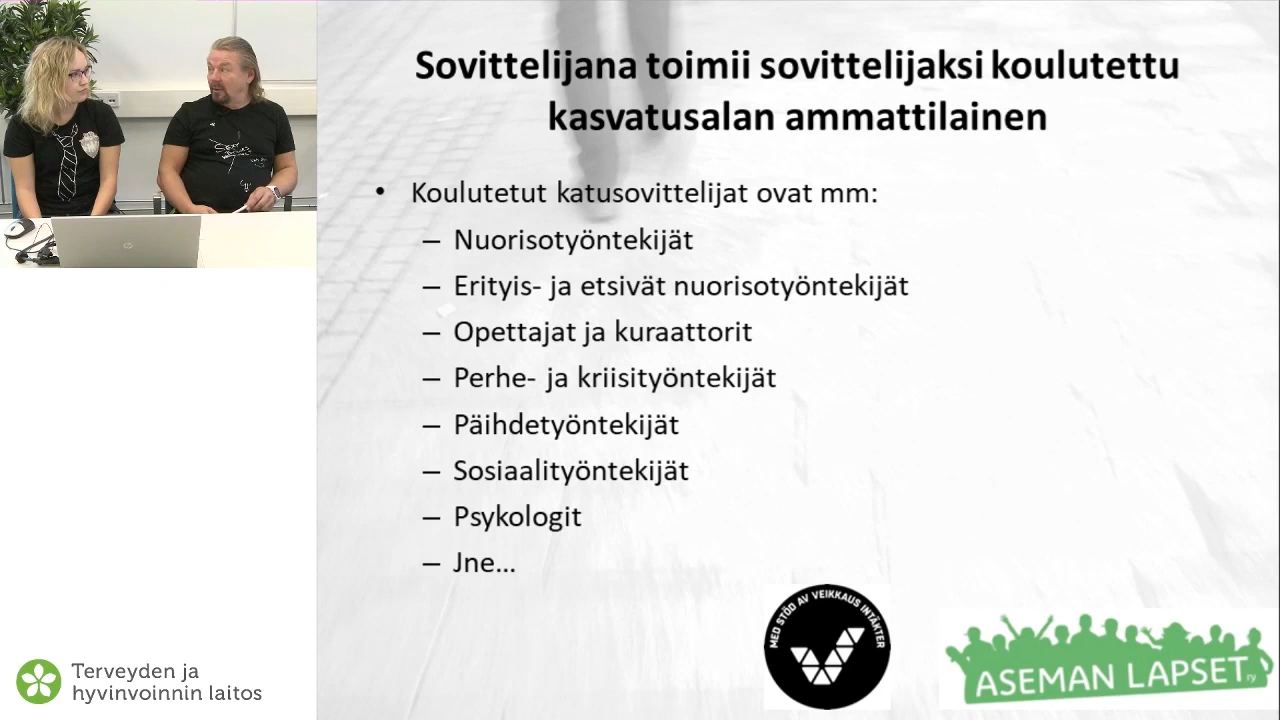 Sovittelijana toimii sovittelijaksi koulutettu
kasvatusalan ammattilainen
• Koulutetut katusovittelijat ovat mm:
– Nuorisotyöntekijät
– Erityis- ja etsivät nuorisotyöntekijät
– Opettajat ja kuraattorit
– Perhe- ja kriisityöntekijät
– Päihdetyöntekijät
– Sosiaalityöntekijät
– Psykologit
– Jne...
MED STÖD AV VEIKKAUS INTÄKTER
ASEMAN LAPSET ry
Terveyden ja
hyvinvoinnin laitos
hp